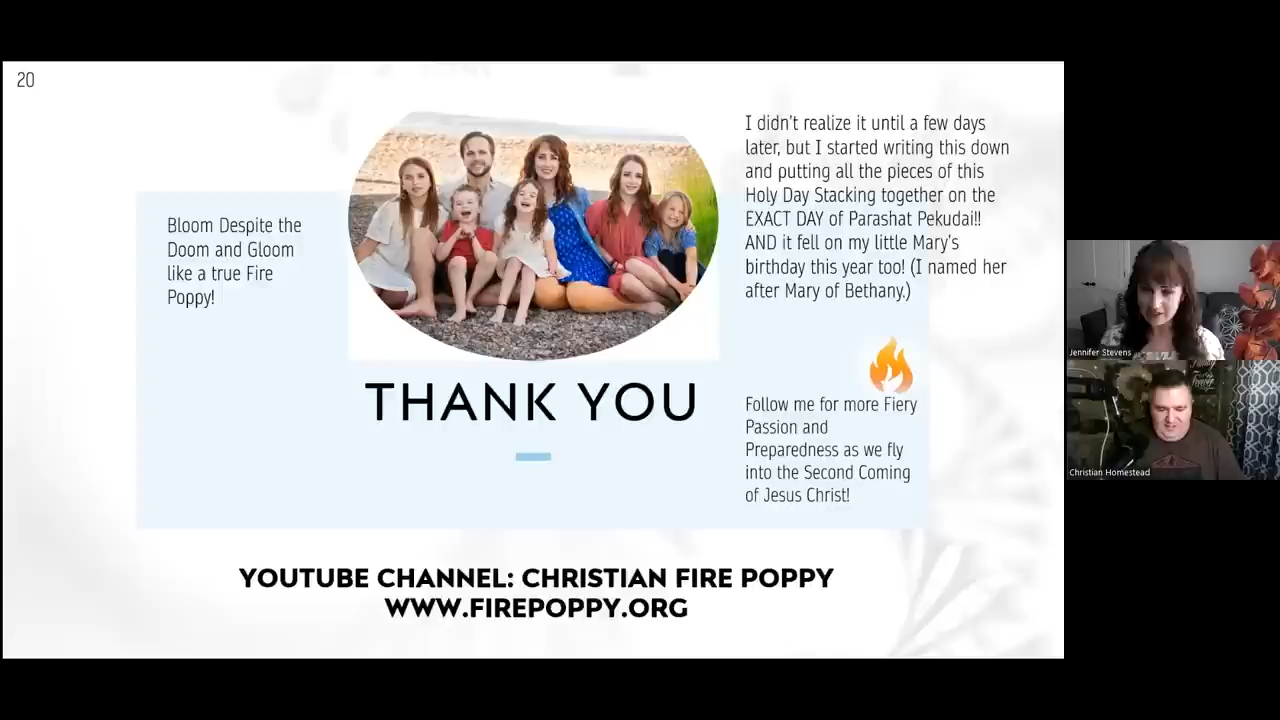 20
Bloom Despite the
Doom and Gloom
like a true Fire
Poppy!
I didn't realize it until a few days
later, but I started writing this down
and putting all the pieces of this
Holy Day Stacking together on the
EXACT DAY of Parashat Pekudai!!
AND it fell on my little Mary's
birthday this year too! (I named her
after Mary of Bethany.)
THANK YOU
Follow me for more Fiery
Passion and
Preparedness as we fly
into the Second Coming
of Jesus Christ!
YOUTUBE CHANNEL: CHRISTIAN FIRE POPPY
WWW.FIREPOPPY.ORG
Jennifer Stevens
Christian Homestead